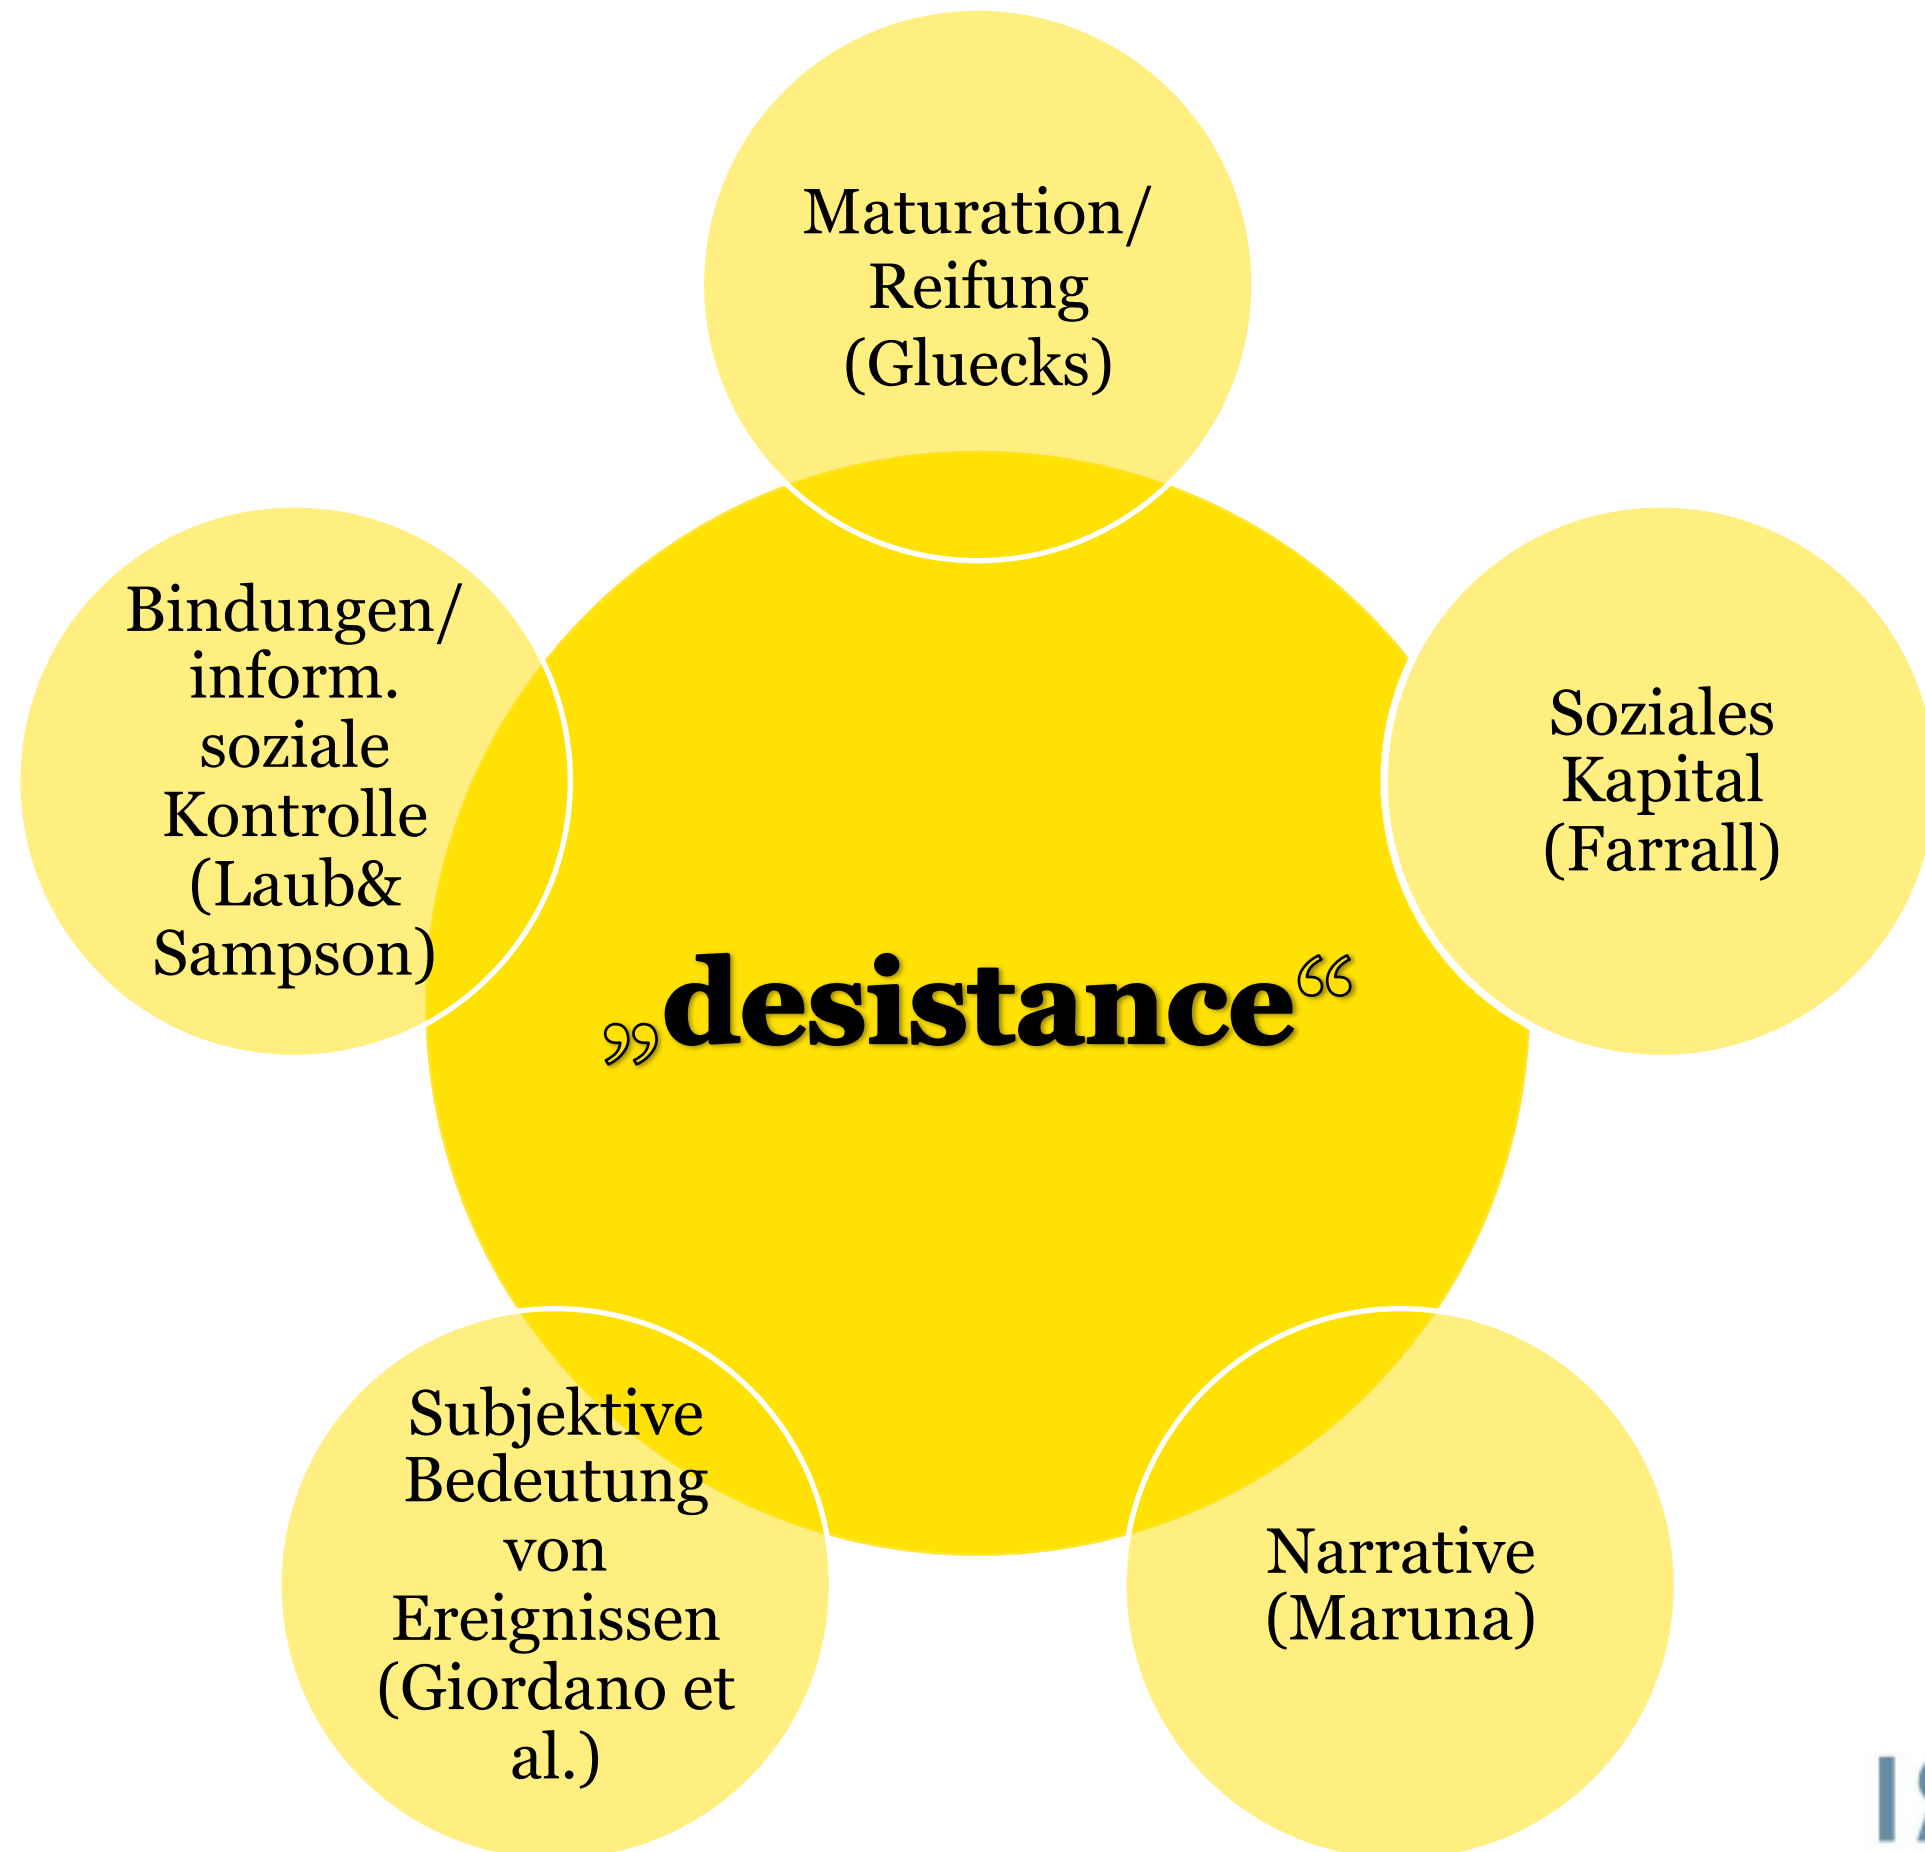 Maturation/
Reifung
(Gluecks)
Bindungen/
inform.
soziale
Kontrolle
(Laub&
Sampson)
Soziales
Kapital
(Farrall)
„desistance“
Subjektive
Bedeutung
von
Ereignissen
(Giordano et
al.)
Narrative
(Maruna)